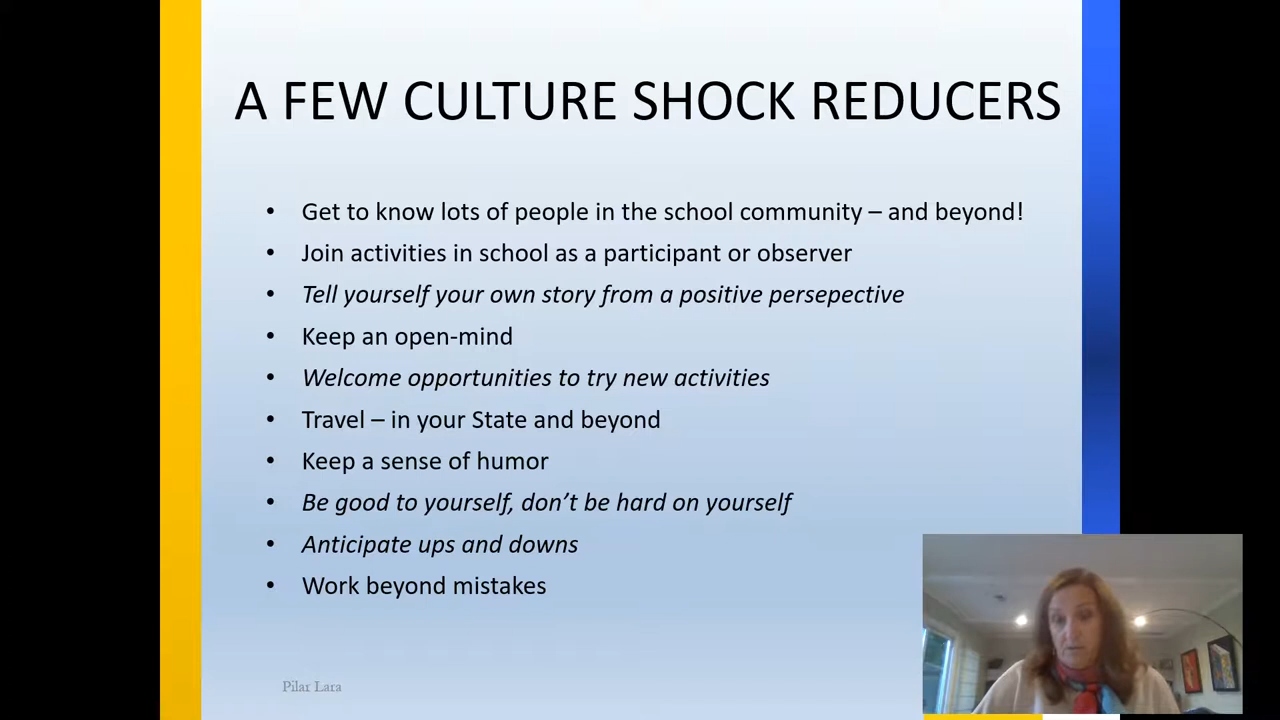 A FEW CULTURE SHOCK REDUCERS
• Get to know lots of people in the school community – and beyond!
• Join activities in school as a participant or observer
• Tell yourself your own story from a positive persepective
• Keep an open-mind
• Welcome opportunities to try new activities
• Travel – in your State and beyond
• Keep a sense of humor
• Be good to yourself, don’t be hard on yourself
• Anticipate ups and downs
• Work beyond mistakes
Pilar Lara